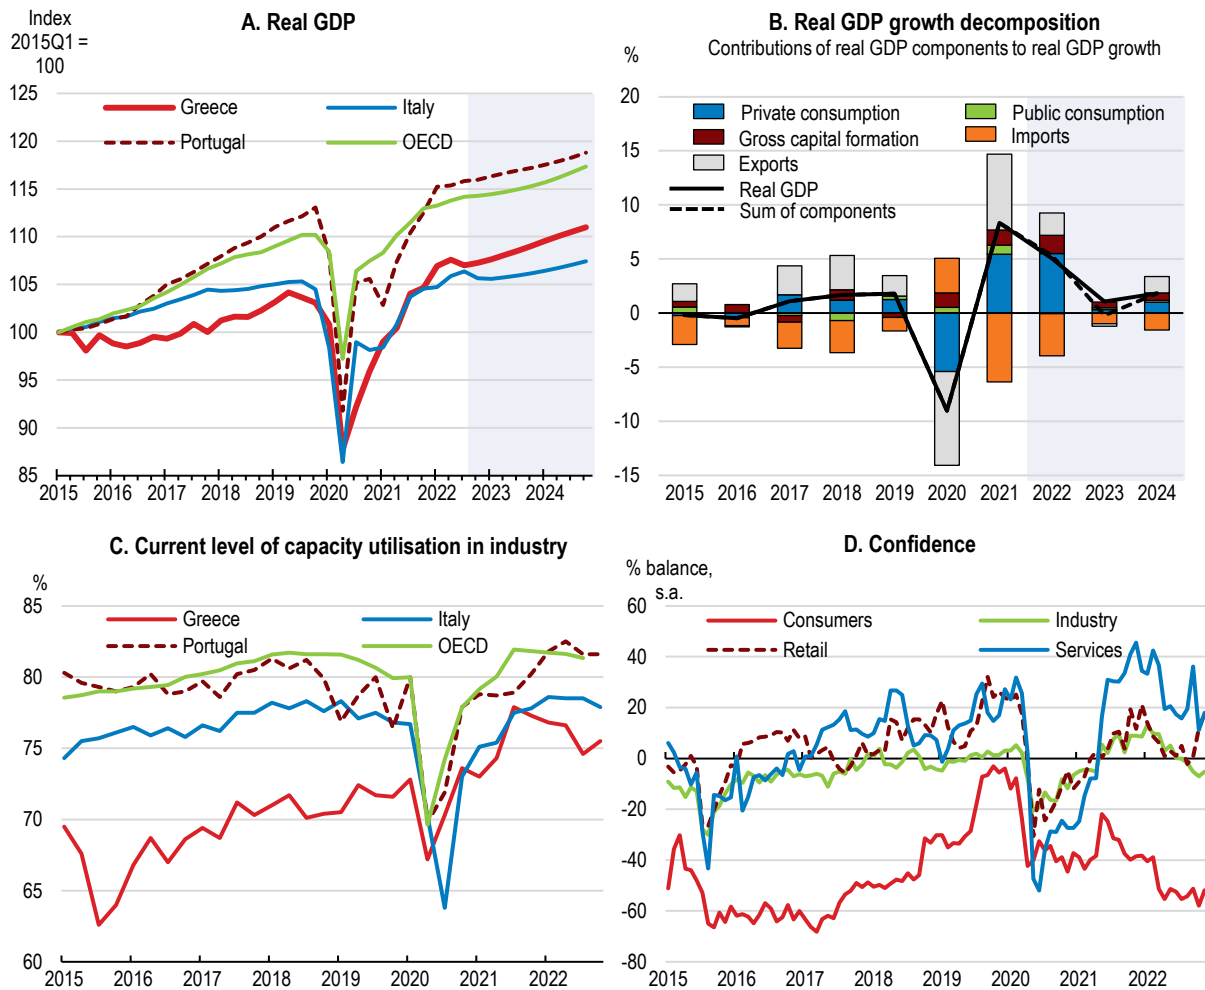 A. Real GDP
Index
2015Q1 =
100
125
120
115
110
105
100
95
90
85
Greece
Italy
Portugal
OECD
2015 2016 2017 2018 2019 2020 2021 2022 2023 2024
B. Real GDP growth decomposition
Contributions of real GDP components to real GDP growth
%
20
15
10
5
0
-5
-10
-15
Private consumption
Public consumption
Gross capital formation
Imports
Exports
Real GDP
Sum of components
2015 2016 2017 2018 2019 2020 2021 2022 2023 2024
C. Current level of capacity utilisation in industry
%
85
80
75
70
65
60
Greece
Italy
Portugal
OECD
2015 2016 2017 2018 2019 2020 2021 2022
D. Confidence
% balance,
s.a.
60
40
20
0
-20
-40
-60
-80
Consumers
Industry
Retail
Services
2015 2016 2017 2018 2019 2020 2021 2022